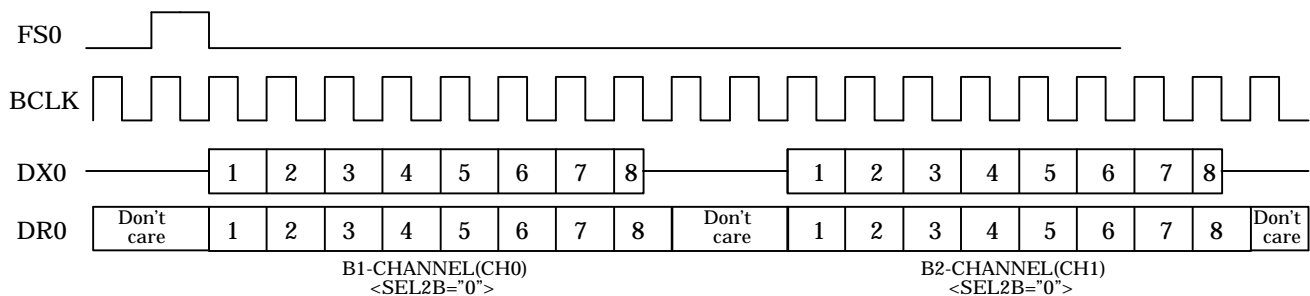 FS0
BCLK
DX0 1 2 3 4 5 6 7 8 1 2 3 4 5 6 7 8
DR0 Don't care 1 2 3 4 5 6 7 8 Don't care 1 2 3 4 5 6 7 8 Don't care
B1-CHANNEL(CH0) B2-CHANNEL(CH1)
<SEL2B="0"> <SEL2B="0">